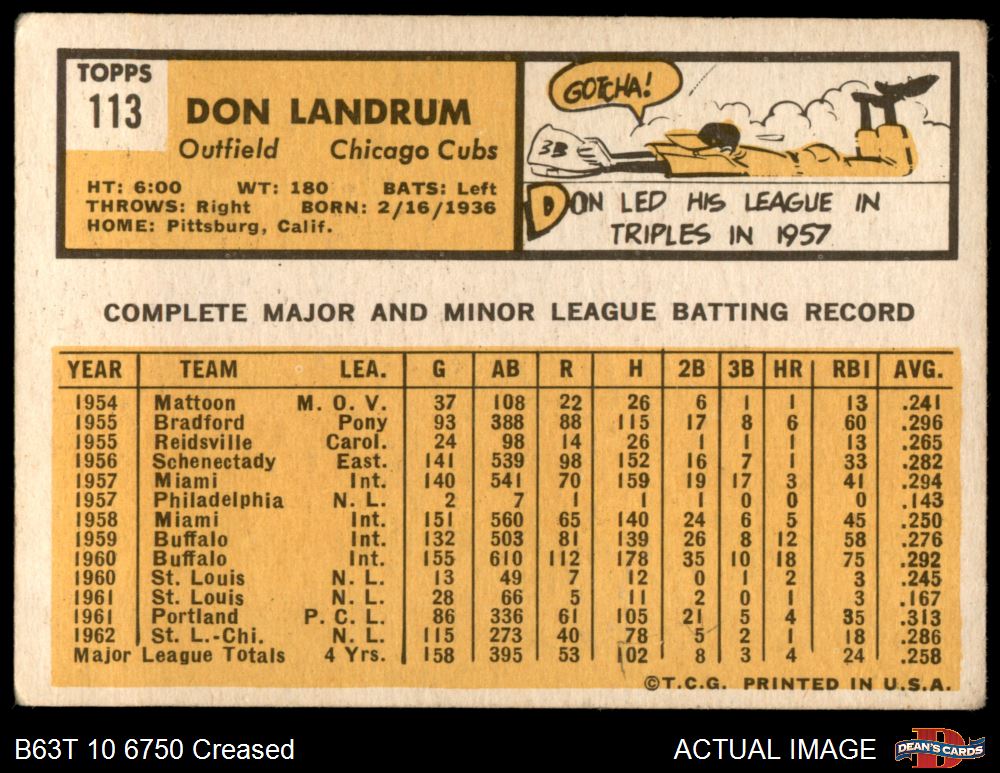 TOPPS
113
DON LANDRUM
Outfield Chicago Cubs
HT: 6:00 WT: 180 BATS: Left
THROWS: Right BORN: 2/16/1936
HOME: Pittsburg, Calif.
GOTCHA!
3B
DON LED HIS LEAGUE IN
TRIPLES IN 1957
COMPLETE MAJOR AND MINOR LEAGUE BATTING RECORD
YEAR TEAM LEA. G AB R H 2B 3B HR RBI AVG.
1954 Mattoon M. O. V. 37 108 22 26 6 1 1 13 .241
1955 Bradford Pony 93 388 88 115 17 8 6 60 .296
1955 Reidsville Carol. 24 98 14 26 1 1 1 13 .265
1956 Schenectady East. 141 539 98 152 16 7 1 33 .282
1957 Miami Int. 140 541 70 159 19 17 3 41 .294
1957 Philadelphia N. L. 2 7 1 1 1 0 0 0 .143
1958 Miami Int. 151 560 65 140 24 6 5 45 .250
1959 Buffalo Int. 132 503 81 139 26 8 12 58 .276
1960 Buffalo Int. 155 610 112 178 35 10 18 75 .292
1960 St. Louis N. L. 13 49 7 12 0 1 2 3 .245
1961 St. Louis N. L. 28 66 5 11 2 0 1 3 .167
1961 Portland P. C. L. 86 336 61 105 21 5 4 35 .313
1962 St. L.-Chi. N. L. 115 273 40 78 5 2 1 18 .286
Major League Totals 4 Yrs. 158 395 53 102 8 3 4 24 .258
©T.C.G. PRINTED IN U.S.A.
B63T 10 6750 Creased ACTUAL IMAGE DEAN'S CARDS